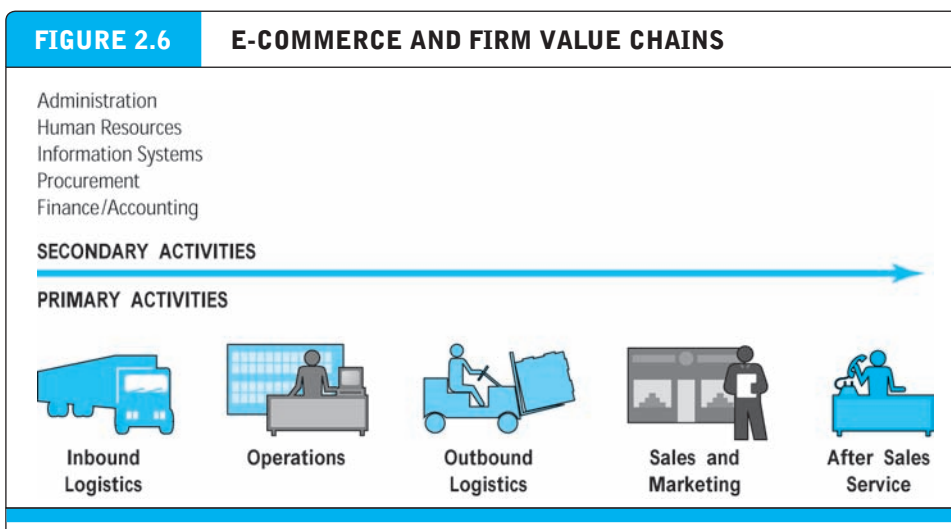 FIGURE 2.6 E-COMMERCE AND FIRM VALUE CHAINS
Administration
Human Resources
Information Systems
Procurement
Finance/Accounting
SECONDARY ACTIVITIES
PRIMARY ACTIVITIES
Inbound
Logistics
Operations
Outbound
Logistics
Sales and
Marketing
After Sales
Service